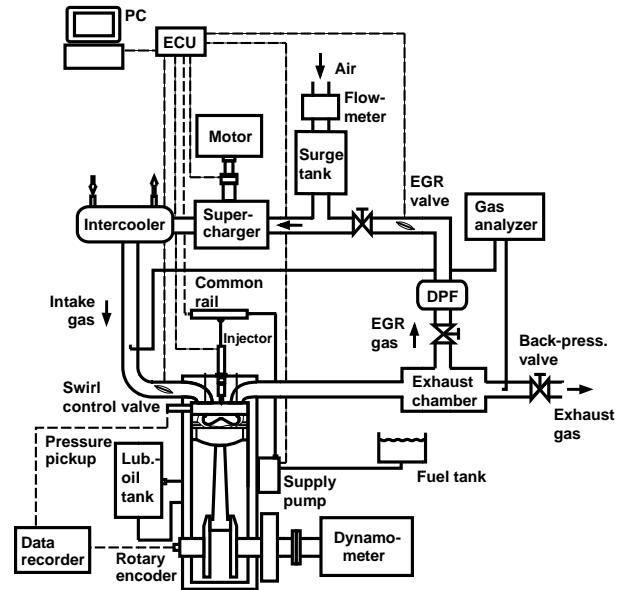 PC
ECU
Air
Flow-
meter
Motor
Surge
tank
EGR
valve
Gas
analyzer
Intercooler
Super-
charger
Common
rail
DPF
Intake
gas
Injector
EGR
gas
Back-press.
valve
Swirl
control valve
Exhaust
chamber
Exhaust
gas
Pressure
pickup
Lub.-
oil
tank
Supply
pump
Fuel tank
Data
recorder
Rotary
encoder
Dynamo-
meter